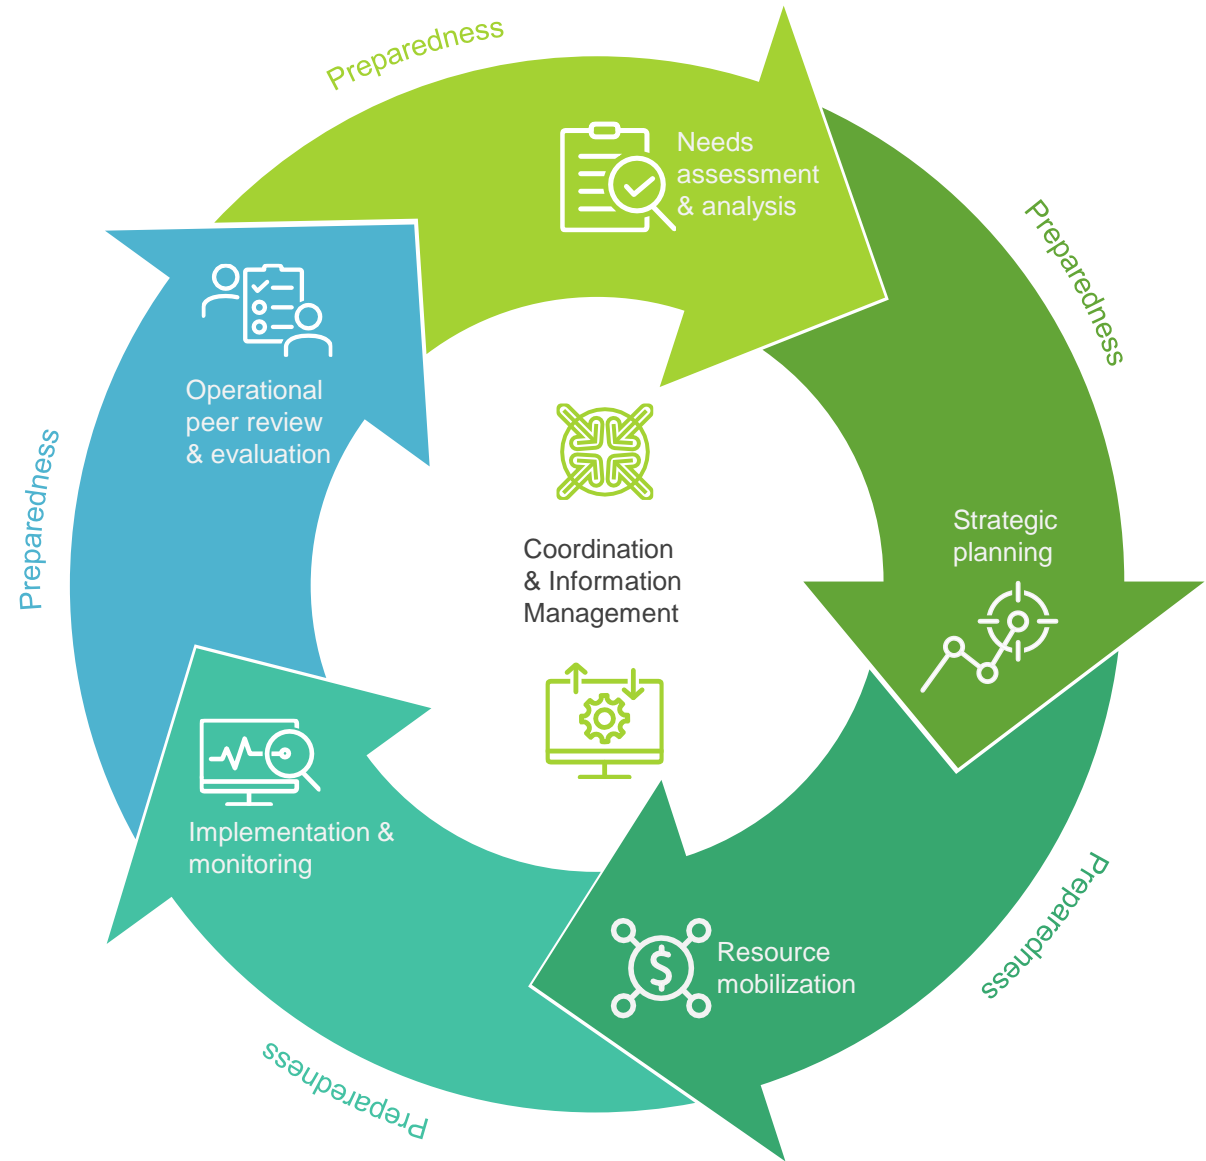 Preparedness
Needs
assessment
& analysis
Preparedness
Strategic
planning
Preparedness
Resource
mobilization
Preparedness
Implementation &
monitoring
Preparedness
Operational
peer review
& evaluation
Coordination
& Information
Management
$